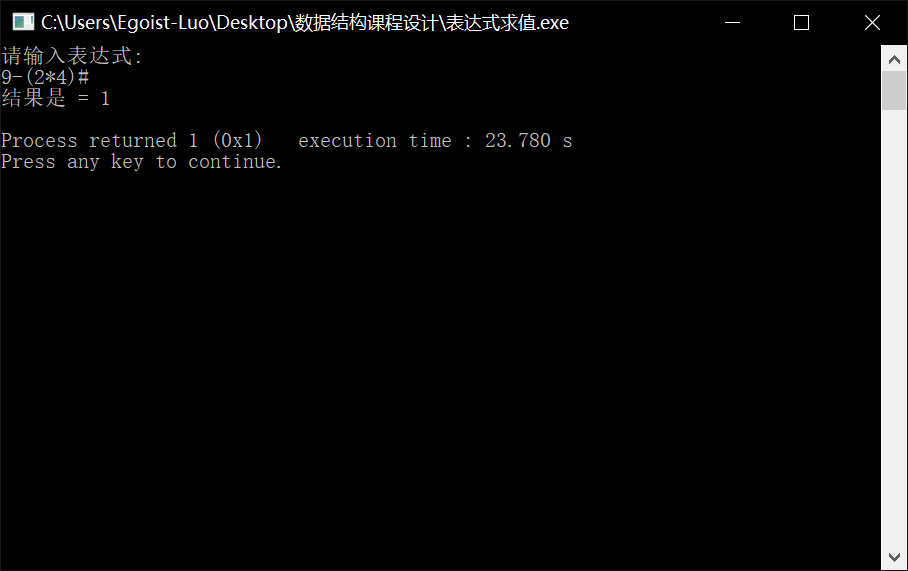 C:\Users\Egoist-Luo\Desktop\数据结构课程设计\表达式求值.exe
请输入表达式:
9-(2*4)#
结果是 = 1
Process returned 1 (0x1)   execution time : 23.780 s
Press any key to continue.